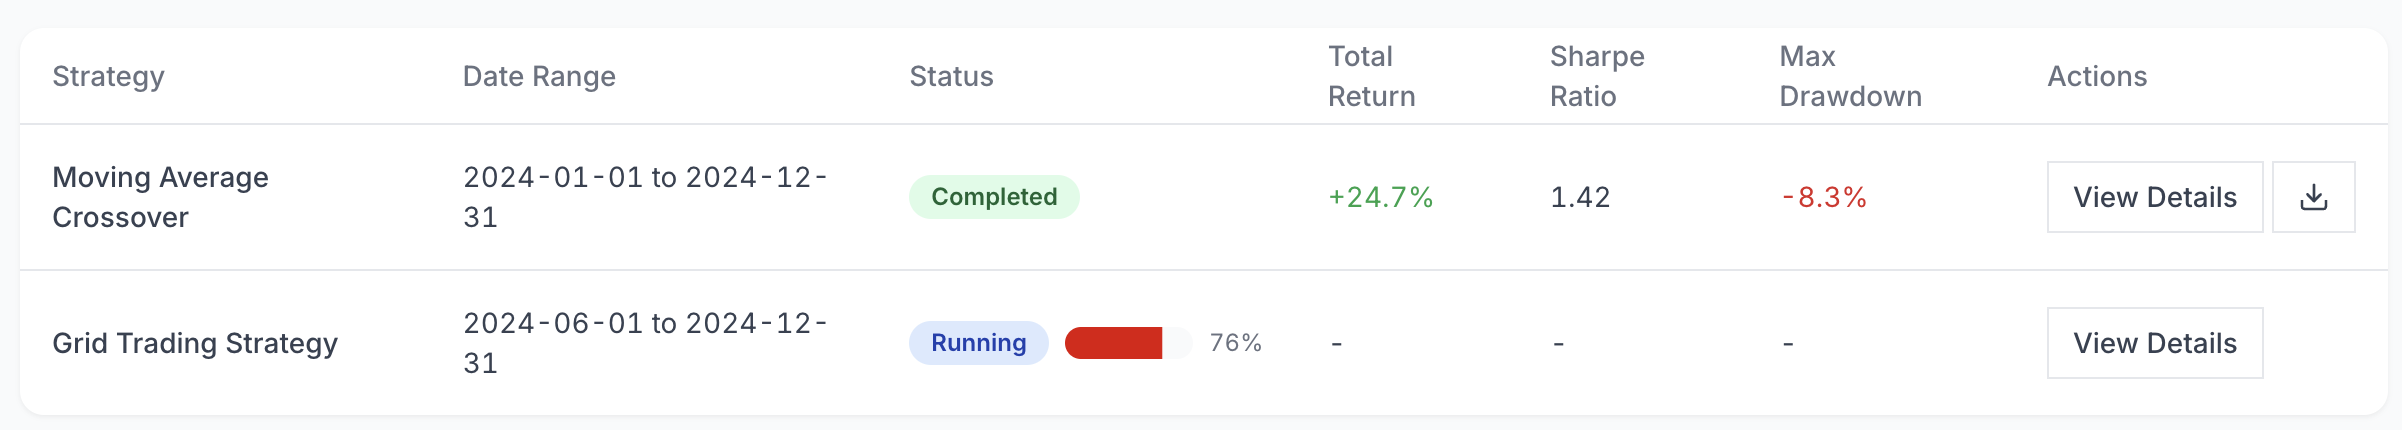 Strategy
Date Range
Status
Total
Return
Sharpe
Ratio
Max
Drawdown
Actions
Moving Average
Crossover
2024-01-01 to 2024-12-
31
Completed
+24.7%
1.42
-8.3%
View Details
Grid Trading Strategy
2024-06-01 to 2024-12-
31
Running
76%
-
-
-
View Details